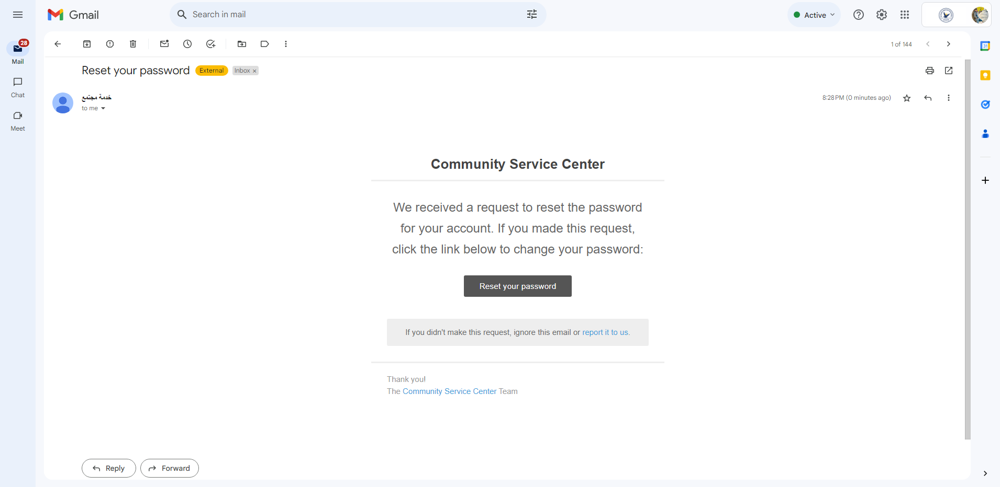 Gmail
Search in mail
Active
28
Mail
Chat
Meet
1 of 144
Reset your password External Inbox ×
خدمة مجتمع
8:28 PM (0 minutes ago)
to me
31
Community Service Center
We received a request to reset the password
for your account. If you made this request,
click the link below to change your password:
Reset your password
If you didn't make this request, ignore this email or report it to us.
Thank you!
The Community Service Center Team
Reply
Forward